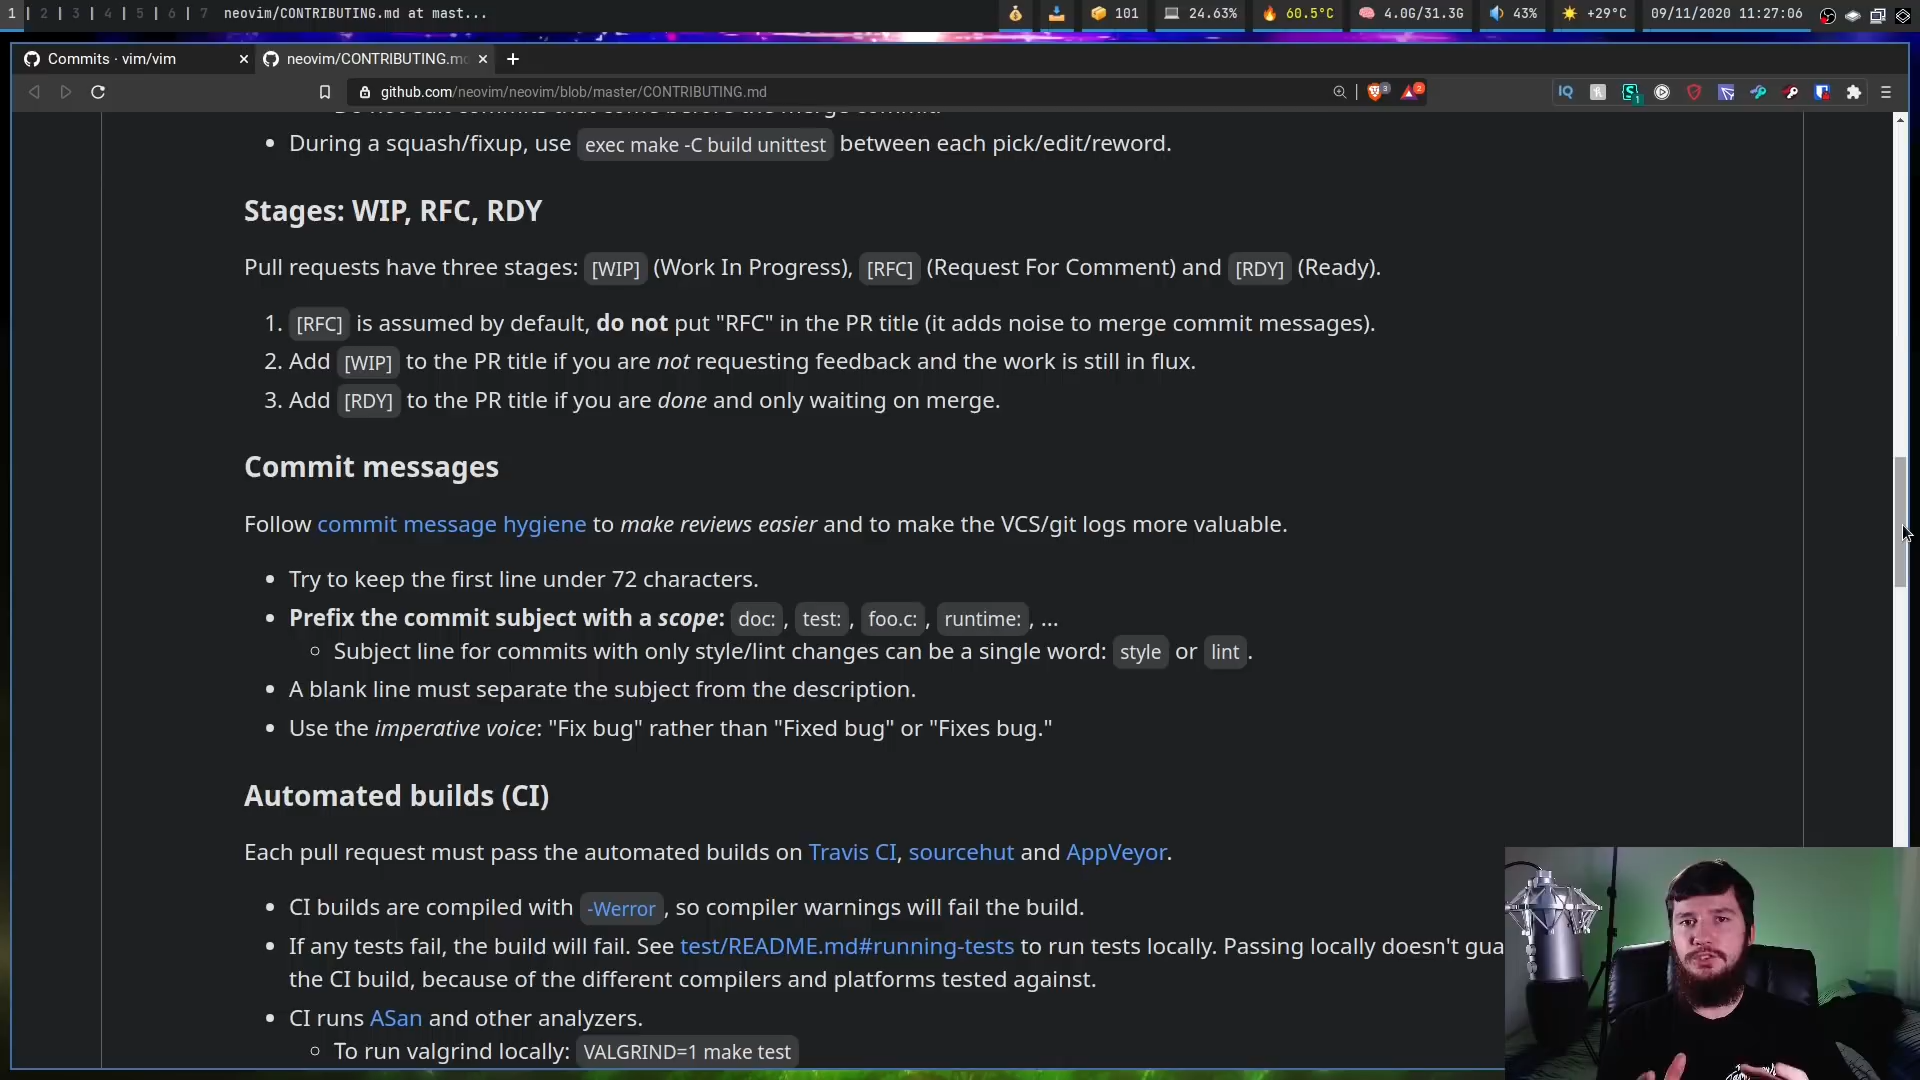 1 | 2 | 3 | 4 | 5 | 6 | 7 neovim/CONTRIBUTING.md at mast... 101 24.63% 60.5°C 4.0G/31.3G 43% +29°C 09/11/2020 11:27:06
Commits · vim/vim neovim/CONTRIBUTING.md
github.com/neovim/neovim/blob/master/CONTRIBUTING.md
During a squash/fixup, use exec make -C build unittest between each pick/edit/reword.
Stages: WIP, RFC, RDY
Pull requests have three stages: [WIP] (Work In Progress), [RFC] (Request For Comment) and [RDY] (Ready).
1. [RFC] is assumed by default, do not put "RFC" in the PR title (it adds noise to merge commit messages).
2. Add [WIP] to the PR title if you are not requesting feedback and the work is still in flux.
3. Add [RDY] to the PR title if you are done and only waiting on merge.
Commit messages
Follow commit message hygiene to make reviews easier and to make the VCS/git logs more valuable.
Try to keep the first line under 72 characters.
Prefix the commit subject with a scope: doc:, test:, foo.c:, runtime:, ...
Subject line for commits with only style/lint changes can be a single word: style or lint.
A blank line must separate the subject from the description.
Use the imperative voice: "Fix bug" rather than "Fixed bug" or "Fixes bug."
Automated builds (CI)
Each pull request must pass the automated builds on Travis CI, sourcehut and AppVeyor.
CI builds are compiled with -Werror, so compiler warnings will fail the build.
If any tests fail, the build will fail. See test/README.md#running-tests to run tests locally. Passing locally doesn't gua
the CI build, because of the different compilers and platforms tested against.
CI runs ASan and other analyzers.
To run valgrind locally: VALGRIND=1 make test